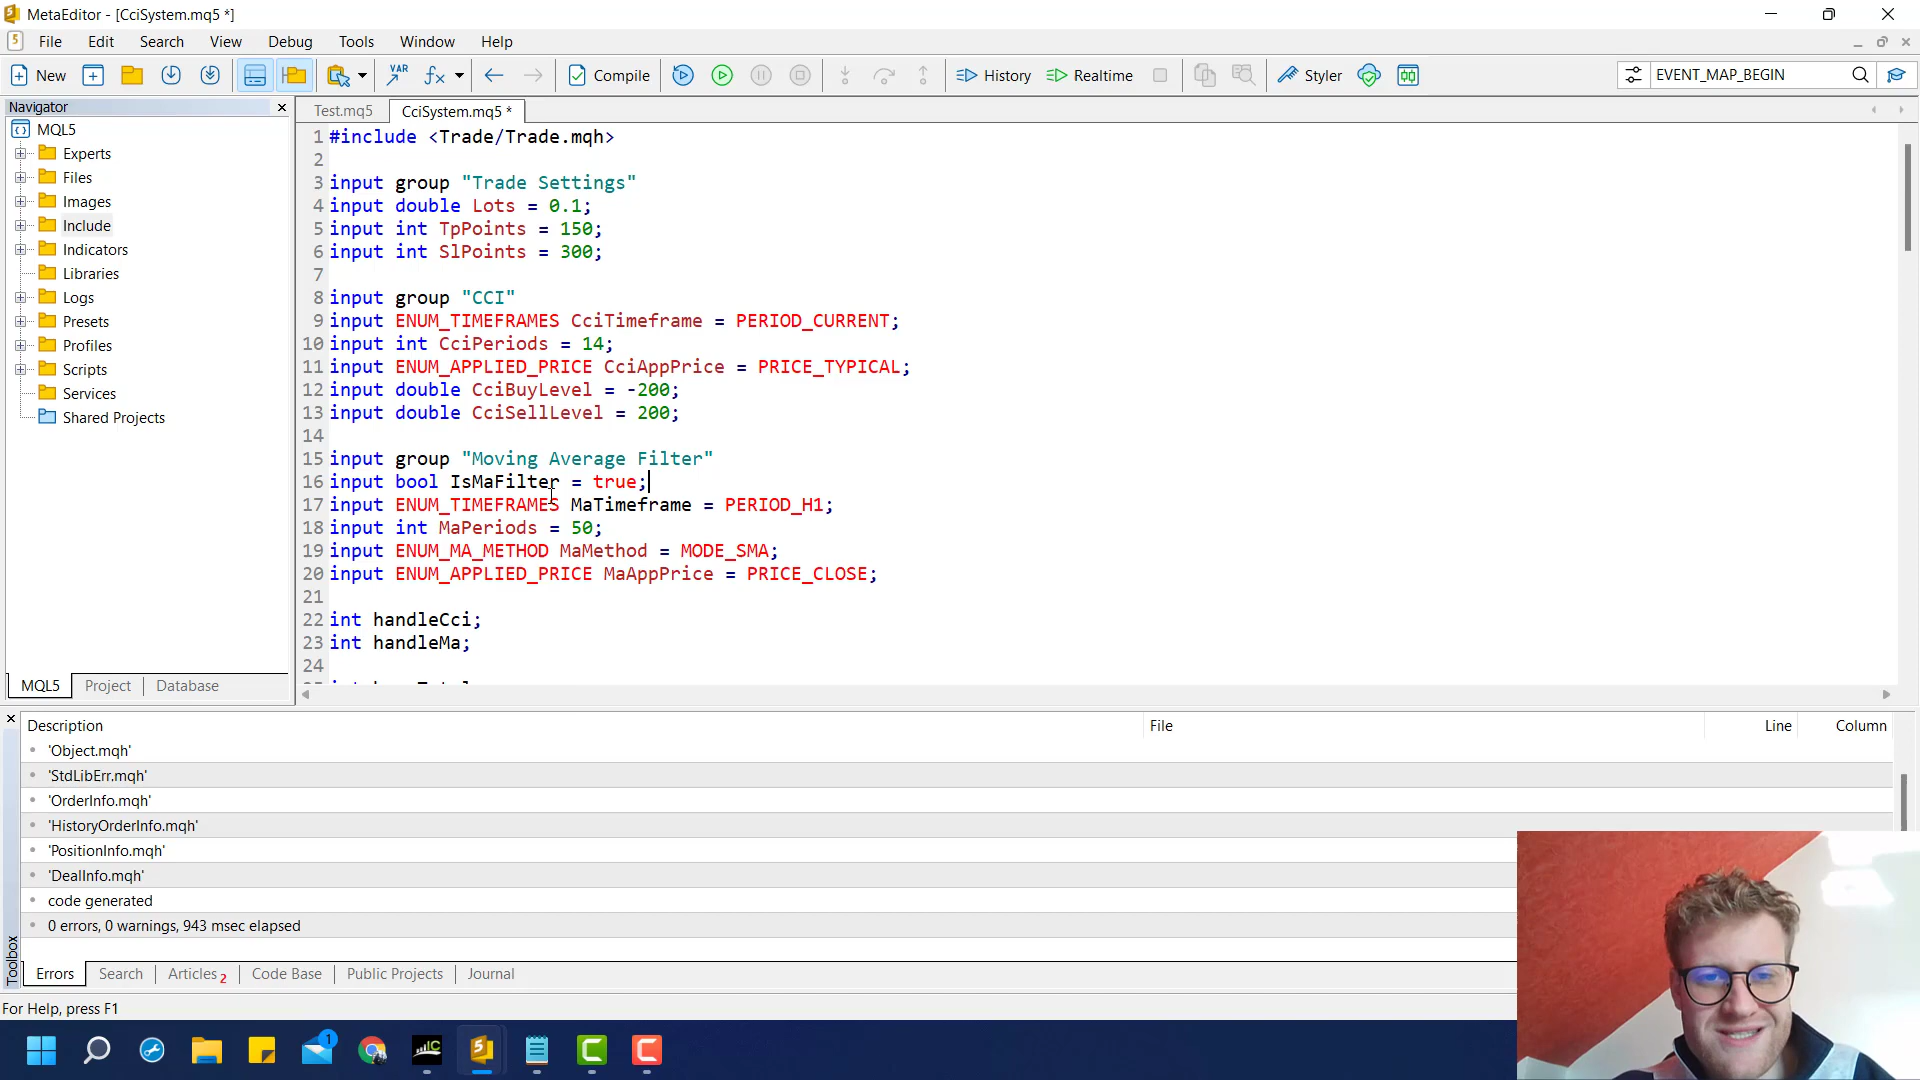 MetaEditor - [CciSystem.mq5 *]
File Edit Search View Debug Tools Window Help
New VAR fx Compile History Realtime Styler EVENT_MAP_BEGIN
Navigator
MQL5
Experts
Files
Images
Include
Indicators
Libraries
Logs
Presets
Profiles
Scripts
Services
Shared Projects
MQL5 Project Database
Test.mq5 CciSystem.mq5 *
1 #include <Trade/Trade.mqh>
2
3 input group "Trade Settings"
4 input double Lots = 0.1;
5 input int TpPoints = 150;
6 input int SlPoints = 300;
7
8 input group "CCI"
9 input ENUM_TIMEFRAMES CciTimeframe = PERIOD_CURRENT;
10 input int CciPeriods = 14;
11 input ENUM_APPLIED_PRICE CciAppPrice = PRICE_TYPICAL;
12 input double CciBuyLevel = -200;
13 input double CciSellLevel = 200;
14
15 input group "Moving Average Filter"
16 input bool IsMaFilter = true;
17 input ENUM_TIMEFRAMES MaTimeframe = PERIOD_H1;
18 input int MaPeriods = 50;
19 input ENUM_MA_METHOD MaMethod = MODE_SMA;
20 input ENUM_APPLIED_PRICE MaAppPrice = PRICE_CLOSE;
21
22 int handleCci;
23 int handleMa;
24
Description File Line Column
'Object.mqh'
'StdLibErr.mqh'
'OrderInfo.mqh'
'HistoryOrderInfo.mqh'
'PositionInfo.mqh'
'DealInfo.mqh'
code generated
0 errors, 0 warnings, 943 msec elapsed
Toolbox
Errors Search Articles 2 Code Base Public Projects Journal
For Help, press F1
1
IC
5
C
C